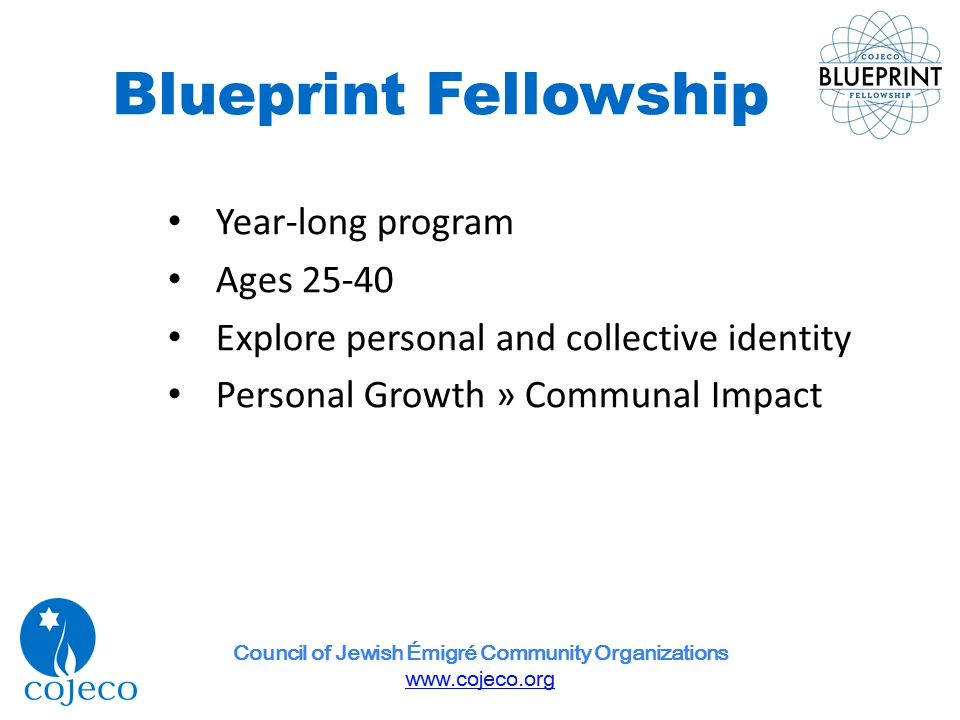 Blueprint Fellowship
COJECO
BLUEPRINT
FELLOWSHIP
• Year-long program
• Ages 25-40
• Explore personal and collective identity
• Personal Growth » Communal Impact
cojeco
Council of Jewish Émigré Community Organizations
www.cojeco.org